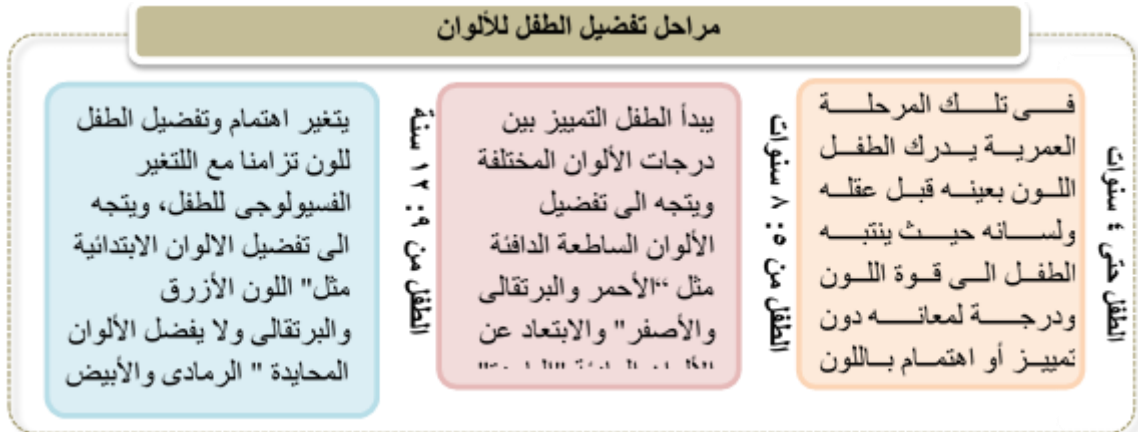 مراحل تفضيل الطفل للألوان
الطفل حتى ٤ سنوات
فى تلك المرحلة
العمرية يدرك الطفل
اللون بعينه قبل عقله
ولسانه حيث ينتبه
الطفل الى قوة اللون
ودرجة لمعانه دون
تمييز أو اهتمام باللون
الطفل من ٥: ٨ سنوات
يبدأ الطفل التمييز بين
درجات الألوان المختلفة
ويتجه الى تفضيل
الألوان الساطعة الدافئة
مثل "الأحمر والبرتقالى
والأصفر" والابتعاد عن
الطفل من ٩: ١٢ سنة
يتغير اهتمام وتفضيل الطفل
للون تزامنا مع اللتغير
الفسيولوجى للطفل، ويتجه
الى تفضيل الالوان الابتدائية
مثل" اللون الأزرق
والبرتقالى ولا يفضل الألوان
المحايدة " الرمادى والأبيض